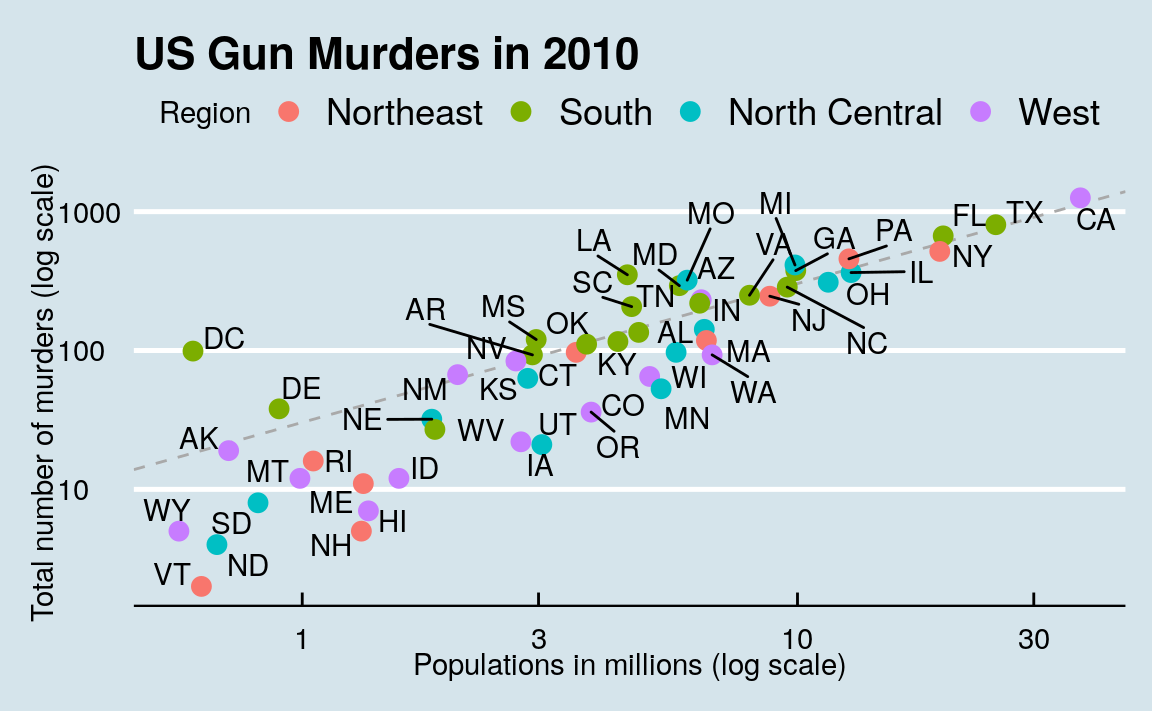 US Gun Murders in 2010
Region Northeast South North Central West
Total number of murders (log scale)
1000
100
10
MI
MO
FL TX
CA
PA
GA
VA
LA
MD
NY
AZ
IL
SC
TN
OH
AR
MS
OK
IN
NJ
DC
AL
NC
NV
MA
KY
CT
WI
WA
DE
NM
KS
NE
CO
MN
WV
UT
OR
AK
IA
MT
RI
ID
ME
WY
HI
SD
NH
ND
VT
1 3 10 30
Populations in millions (log scale)